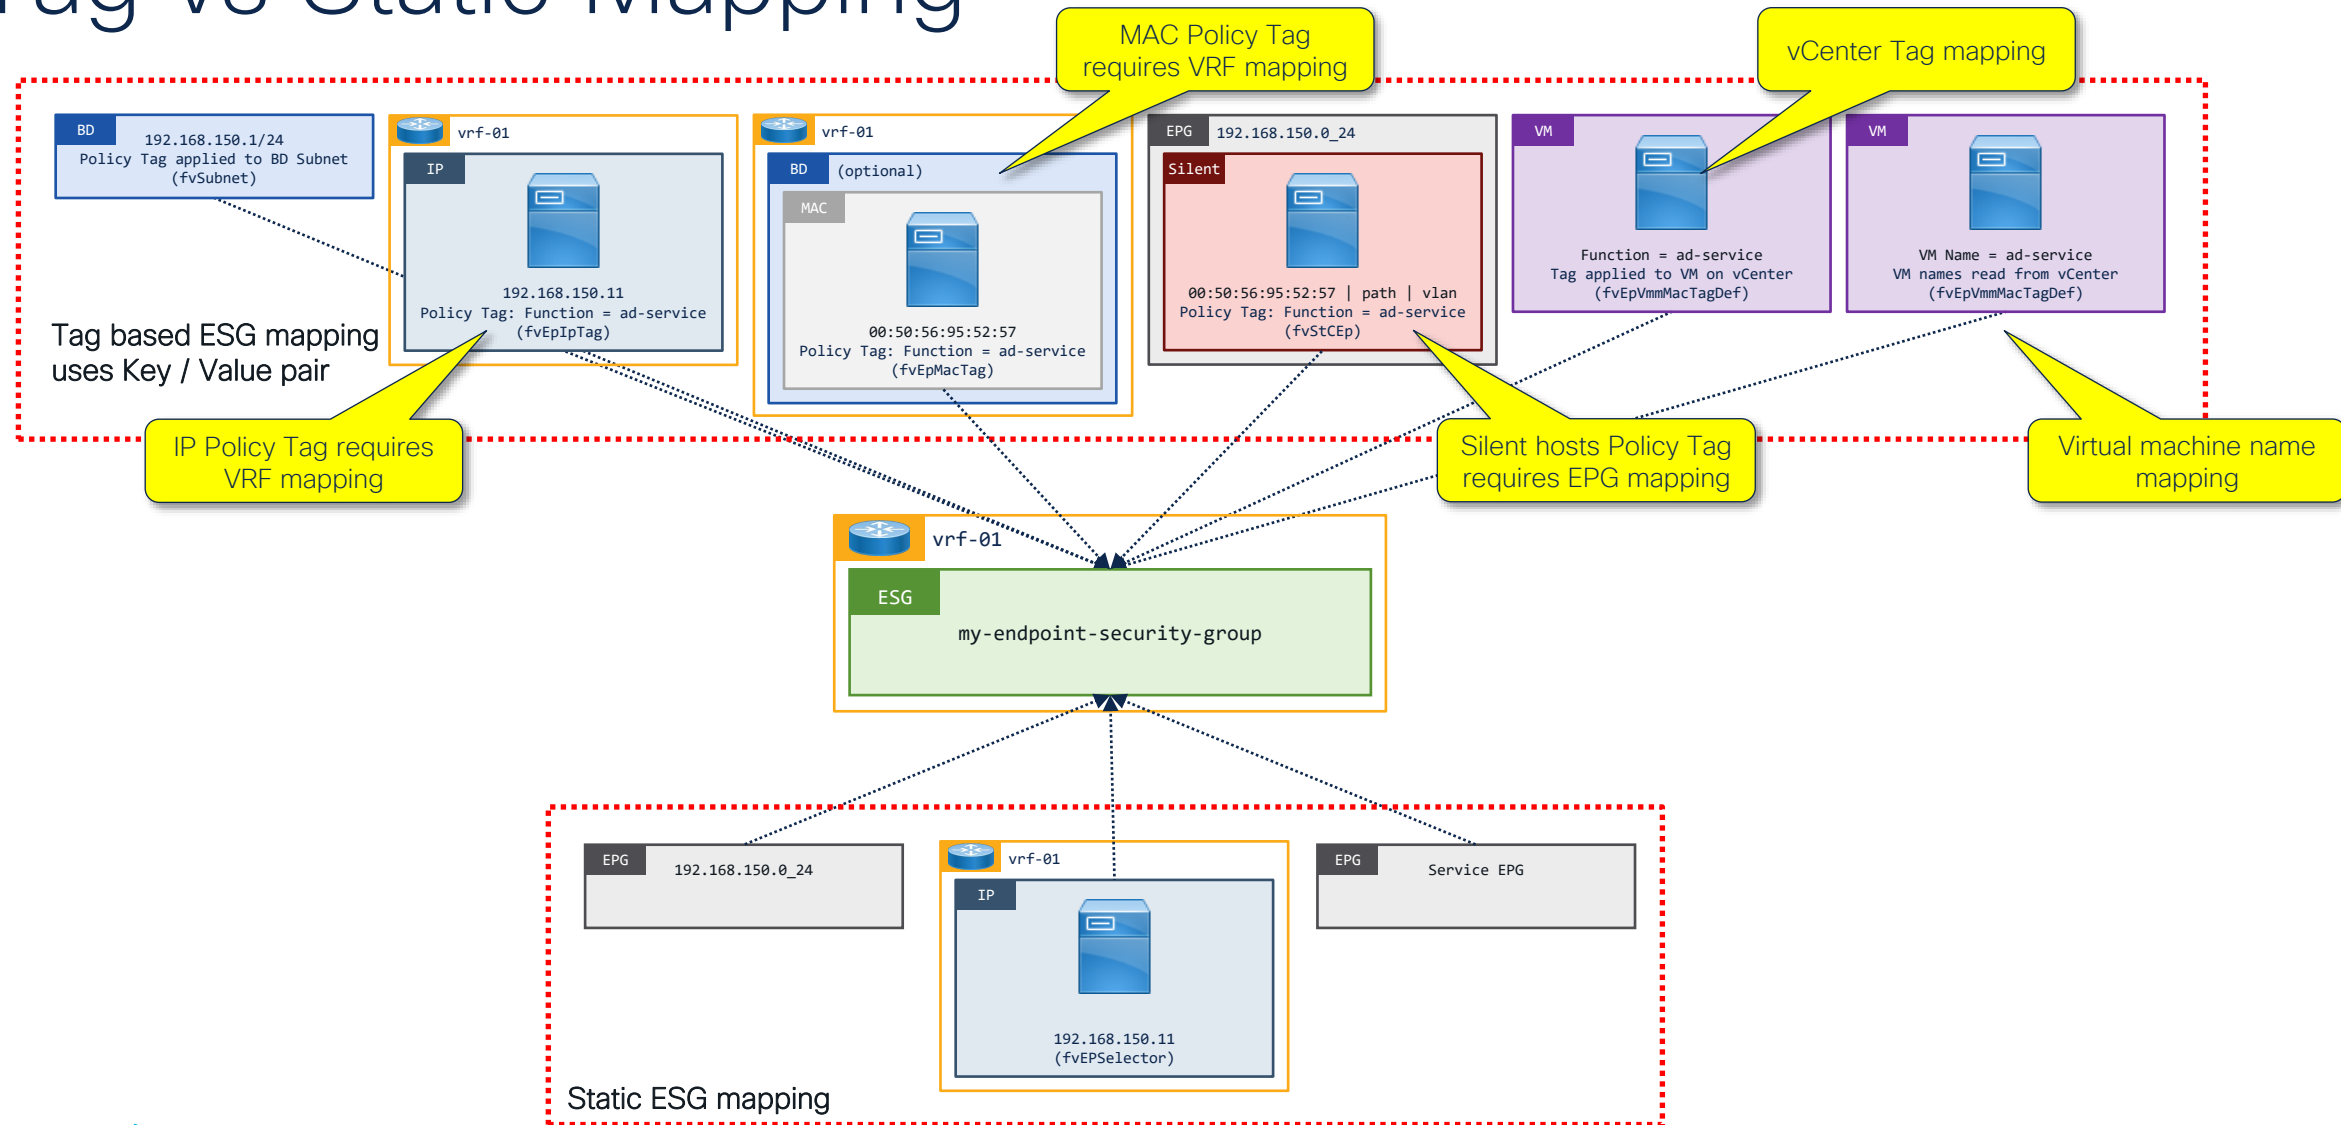 Tag vs Static Mapping
MAC Policy Tag
requires VRF mapping
vCenter Tag mapping
BD
192.168.150.1/24
Policy Tag applied to BD Subnet
(fvSubnet)
vrf-01
IP
192.168.150.11
Policy Tag: Function = ad-service
(fvEpIpTag)
vrf-01
BD (optional)
MAC
00:50:56:95:52:57
Policy Tag: Function = ad-service
(fvEpMacTag)
EPG 192.168.150.0_24
Silent
00:50:56:95:52:57 | path | vlan
Policy Tag: Function = ad-service
(fvStCEp)
VM
Function = ad-service
Tag applied to VM on vCenter
(fvEpVmmMacTagDef)
VM
VM Name = ad-service
VM names read from vCenter
(fvEpVmmMacTagDef)
Tag based ESG mapping
uses Key / Value pair
IP Policy Tag requires
VRF mapping
Silent hosts Policy Tag
requires EPG mapping
Virtual machine name
mapping
vrf-01
ESG
my-endpoint-security-group
EPG
192.168.150.0_24
vrf-01
IP
192.168.150.11
(fvEPSelector)
EPG
Service EPG
Static ESG mapping